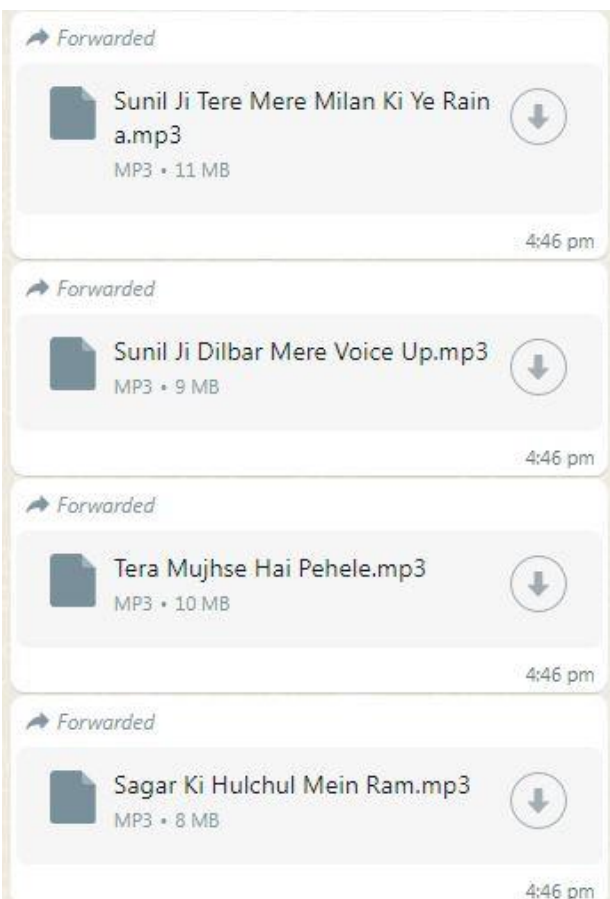 Forwarded
Sunil Ji Tere Mere Milan Ki Ye Rain
a.mp3
MP3 • 11 MB
4:46 pm
Forwarded
Sunil Ji Dilbar Mere Voice Up.mp3
MP3 • 9 MB
4:46 pm
Forwarded
Tera Mujhse Hai Pehele.mp3
MP3 • 10 MB
4:46 pm
Forwarded
Sagar Ki Hulchul Mein Ram.mp3
MP3 • 8 MB
4:46 pm